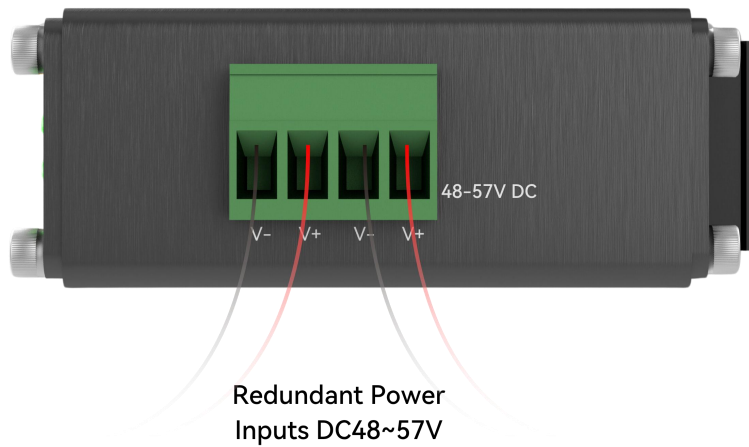 48-57V DC
V- V+ V- V+
Redundant Power
Inputs DC48~57V